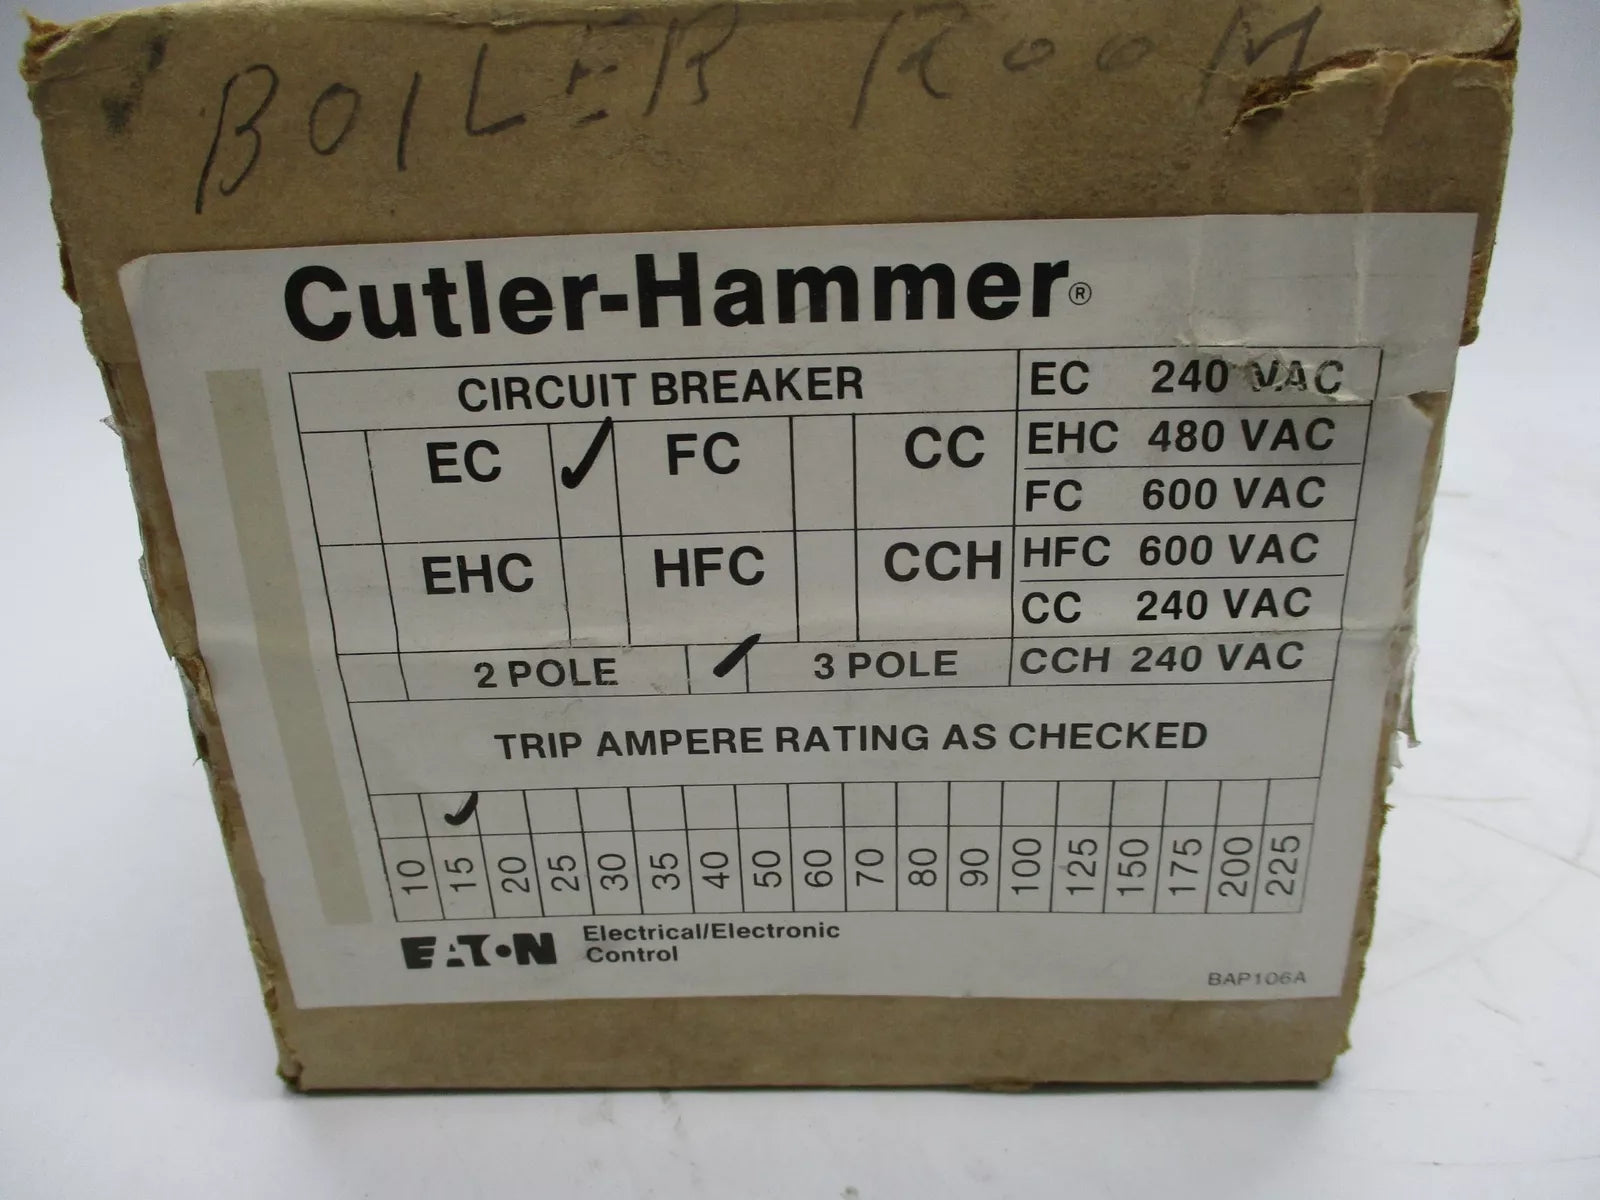 BOILER ROOM
Cutler-Hammer®
CIRCUIT BREAKER
EC 240 VAC
✓ EC FC CC
EHC 480 VAC
FC 600 VAC
EHC HFC CCH
HFC 600 VAC
CC 240 VAC
2 POLE ✓ 3 POLE
CCH 240 VAC
TRIP AMPERE RATING AS CHECKED
✓
10 15 20 25 30 35 40 50 60 70 80 90 100 125 150 175 200 225
EATON Electrical/Electronic
Control
BAP106A